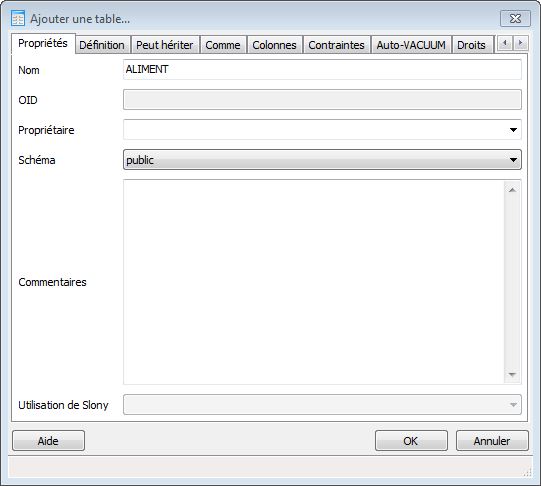 Ajouter une table...
Propriétés Définition Peut hériter Comme Colonnes Contraintes Auto-VACUUM Droits
Nom ALIMENT
OID
Propriétaire
Schéma public
Commentaires
Utilisation de Slony
Aide OK Annuler